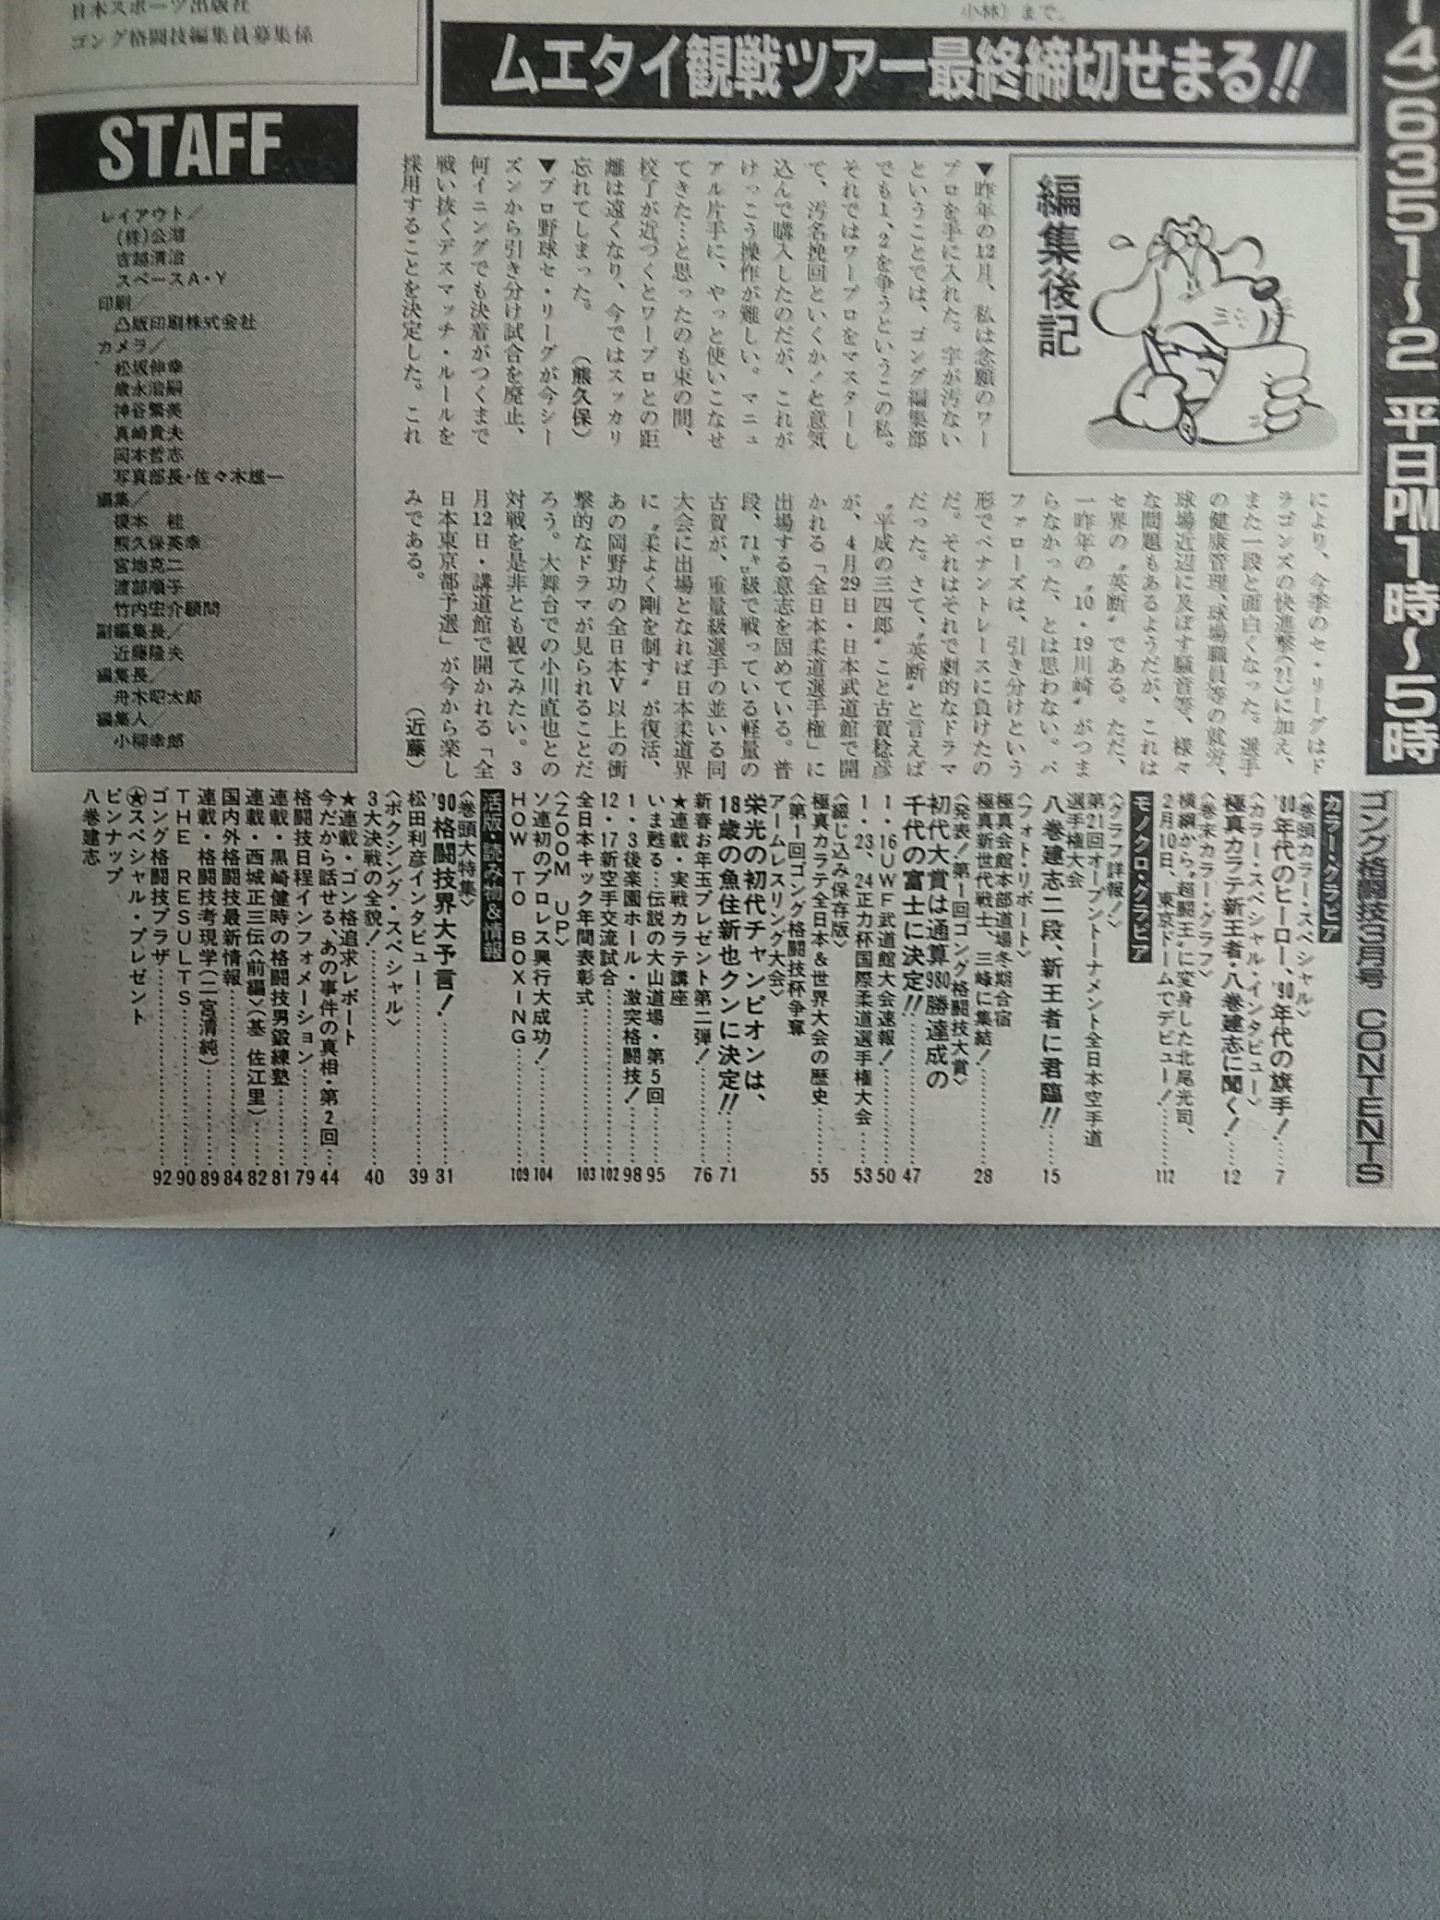 日本スポーツ出版社
ゴング格闘技編集員募集係
小林）まで。
ムエタイ観戦ツアー最終締切せまる!!
4）6351〜2 平日PM1時〜5時
STAFF
レイアウト／
(株)公湖
吉越清治
スペースA・Y
印刷／
凸版印刷株式会社
カメラ／
松坂伸幸
歳永浩嗣
神谷繁美
真崎貴夫
岡本哲志
写真部長・佐々木雄一
編集／
榎本 桂
熊久保英幸
宮地克二
渡部順子
竹内宏介顧問
副編集長／
近藤隆夫
編集長／
舟木昭太郎
編集人／
小柳幸郎
編集後記
▼昨年の12月、私は念願のワー
プロを手に入れた。字が汚ない
ということでは、ゴング編集部
でも1、2を争うというこの私。
それではワープロをマスターし
て、汚名挽回といくか!と意気
込んで購入したのだが、これが
けっこう操作が難しい。マニュ
アル片手に、やっと使いこなせ
てきた…と思ったのも束の間、
校了が近づくとワープロとの距
離は遠くなり、今ではスッカリ
忘れてしまった。 （熊久保）
▼プロ野球セ・リーグが今シー
ズンから引き分け試合を廃止、
何イニングでも決着がつくまで
戦い抜くデスマッチ・ルールを
採用することを決定した。これ
により、今季のセ・リーグはド
ラゴンズの快進撃(?!)に加え、
また一段と面白くなった。選手
の健康管理、球場職員等の就労、
球場近辺に及ぼす騒音等、様々
な問題もあるようだが、これは
セ界の〝英断〟である。ただ、
一昨年の〝10・19川崎〟がつま
らなかった、とは思わない。バ
ファローズは、引き分けという
形でペナントレースに負けたの
だ。それはそれで劇的なドラマ
だった。さて、〝英断〟と言えば
〝平成の三四郎〟こと古賀稔彦
が、4月29日・日本武道館で開
かれる「全日本柔道選手権」に
出場する意志を固めている。普
段、71㌔級で戦っている軽量の
古賀が、重量級選手の並いる同
大会に出場となれば日本柔道界
に〝柔よく剛を制す〟が復活、
あの岡野功の全日本V以上の衝
撃的なドラマが見られることだ
ろう。大舞台での小川直也との
対戦を是非とも観てみたい。3
月12日・講道館で開かれる「全
日本東京都予選」が今から楽し
みである。 （近藤）
ゴング格闘技3月号 CONTENTS
カラー・グラビア
〈巻頭カラー・スペシャル〉
'80年代のヒーロー、'90年代の旗手!……7
〈カラー・スペシャル・インタビュー〉
極真カラテ新王者・八巻建志に聞く!…12
〈巻末カラー・グラフ〉
横綱から〝超闘王〟に変身した北尾光司、
2月10日、東京ドームでデビュー!………112
モノクロ・グラビア
〈グラフ詳報!〉
第21回オープントーナメント全日本空手道
選手権大会
八巻建志二段、新王者に君臨!!……15
〈フォト・リポート〉
極真会館本部道場冬期合宿
極真新世代戦士、三峰に集結!…………28
〈発表!第1回ゴング格闘技大賞〉
初代大賞は通算980勝達成の
千代の富士に決定!!…………47
1・16UWF武道館大会速報!…………50
1・23、24正力杯国際柔道選手権大会…53
〈綴じ込み保存版〉
極真カラテ全日本&世界大会の歴史……55
〈第1回ゴング格闘技杯争奪
アームレスリング大会〉
栄光の初代チャンピオンは、
18歳の魚住新也クンに決定!!……71
新春お年玉プレゼント第二弾!…………76
★連載・実戦カラテ講座
いま甦る…伝説の大山道場・第5回……95
1・3後楽園ホール・激突格闘技!………98
12・17新空手交流試合…………102
全日本キック年間表彰式…………103
〈ZOOM UP〉
ソ連初のプロレス興行大成功!…………104
HOW TO BOXING…………109
活版・読み物&情報
〈巻頭大特集〉
'90格闘技界大予言!…………31
松田利彦インタビュー…………39
〈ボクシング・スペシャル〉
3大決戦の全貌!…………40
★連載・ゴン格追求レポート
今だから話せる、あの事件の真相・第2回…44
格闘技日程インフォメーション…………79
連載・黒崎健時の格闘技男鍛練塾………81
連載・西城正三伝〈前編〉（基 佐江里）……82
国内外格闘技最新情報…………84
連載・格闘技考現学（二宮清純）…………89
THE RESULTS…………90
ゴング格闘技プラザ…………92
★スペシャル・プレゼント
ピンナップ
八巻建志